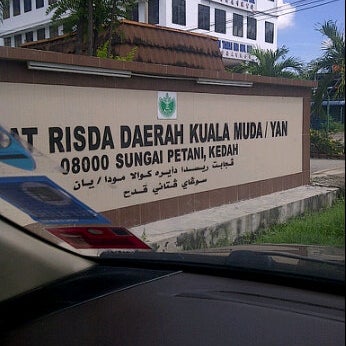 AT RISDA DAERAH KUALA MUDA / YAN
08000 SUNGAI PETANI, KEDAH
ڤجابت ريسدا دايره كوالا مودا / يان
سوڠاي ڤتاني قدح